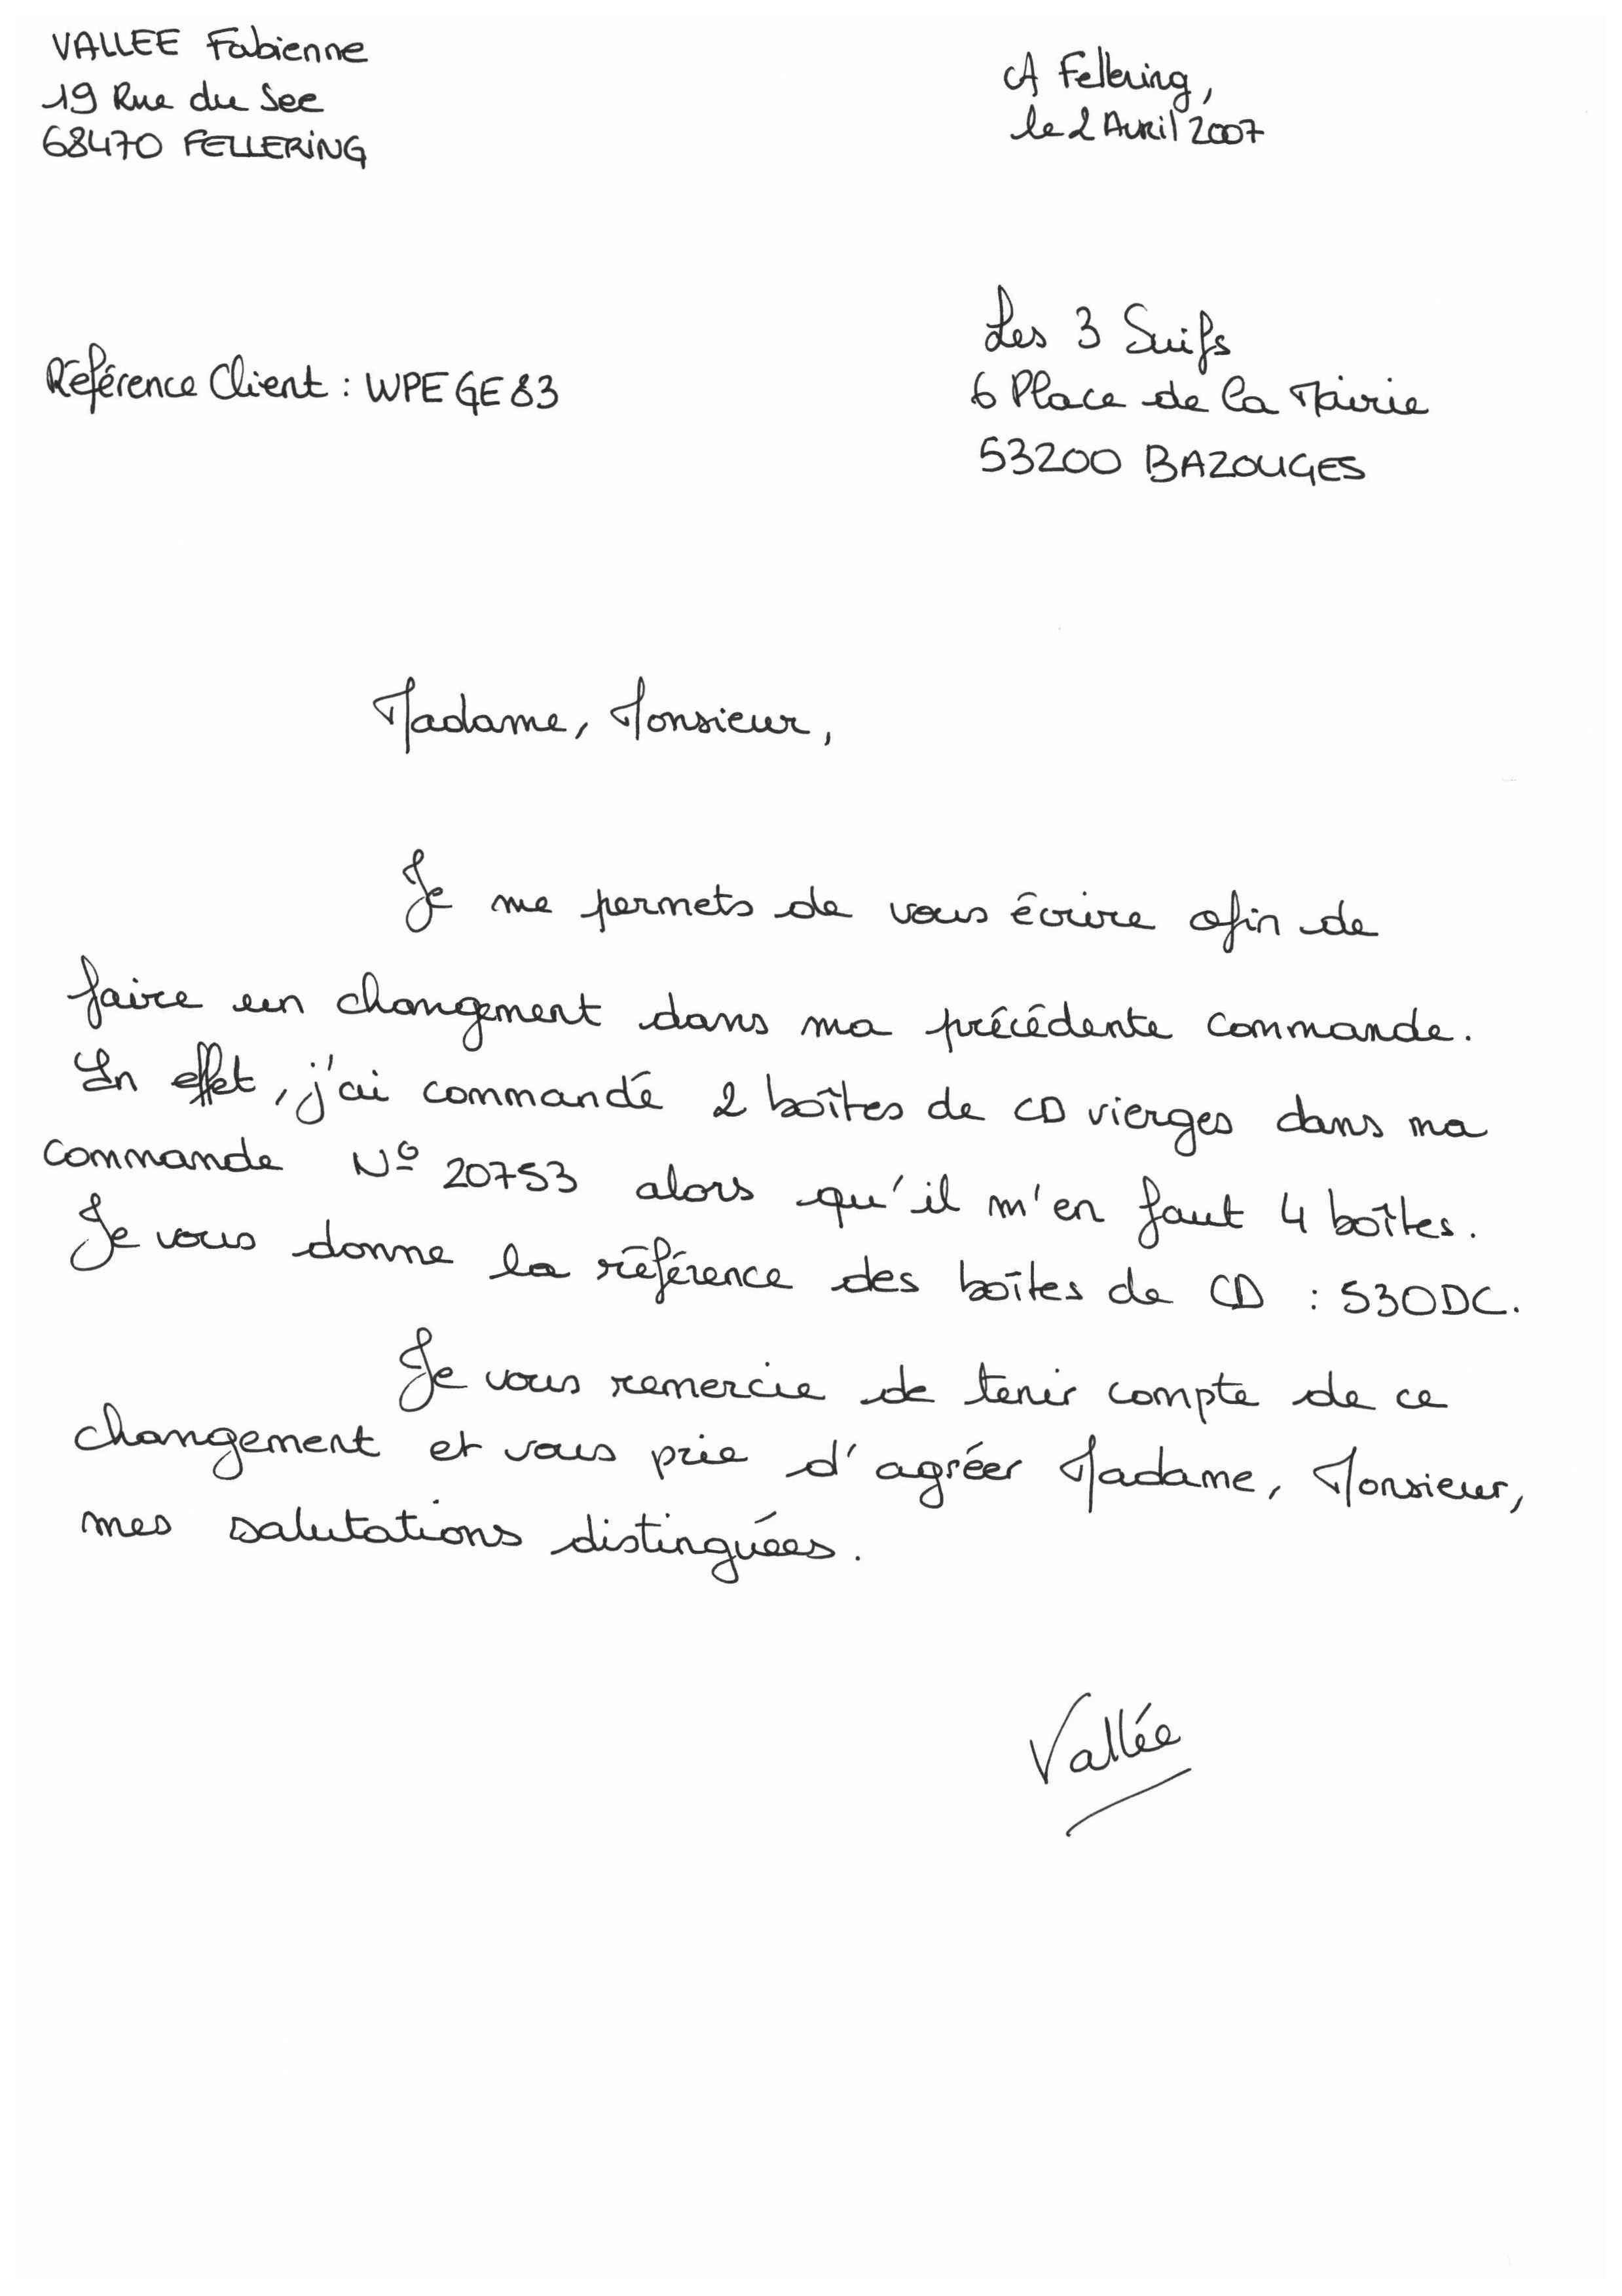 VALLEE Fabienne
19 Rue du See
68470 FELLERING
A Fellering,
le 2 Avril 2007
Les 3 Suifs
Référence Client : WPEGE83
6 Place de la Mairie
53200 BAZOUGES
Madame, Monsieur,
Je me permets de vous écrire afin de
faire un changement dans ma précédente commande.
En effet, j'ai commandé 2 boîtes de CD vierges dans ma
commande N° 20753 alors qu'il m'en faut 4 boîtes.
Je vous donne la référence des boîtes de CD : 530DC.
Je vous remercie de tenir compte de ce
changement et vous prie d'agréer Madame, Monsieur,
mes salutations distinguées.
Vallée